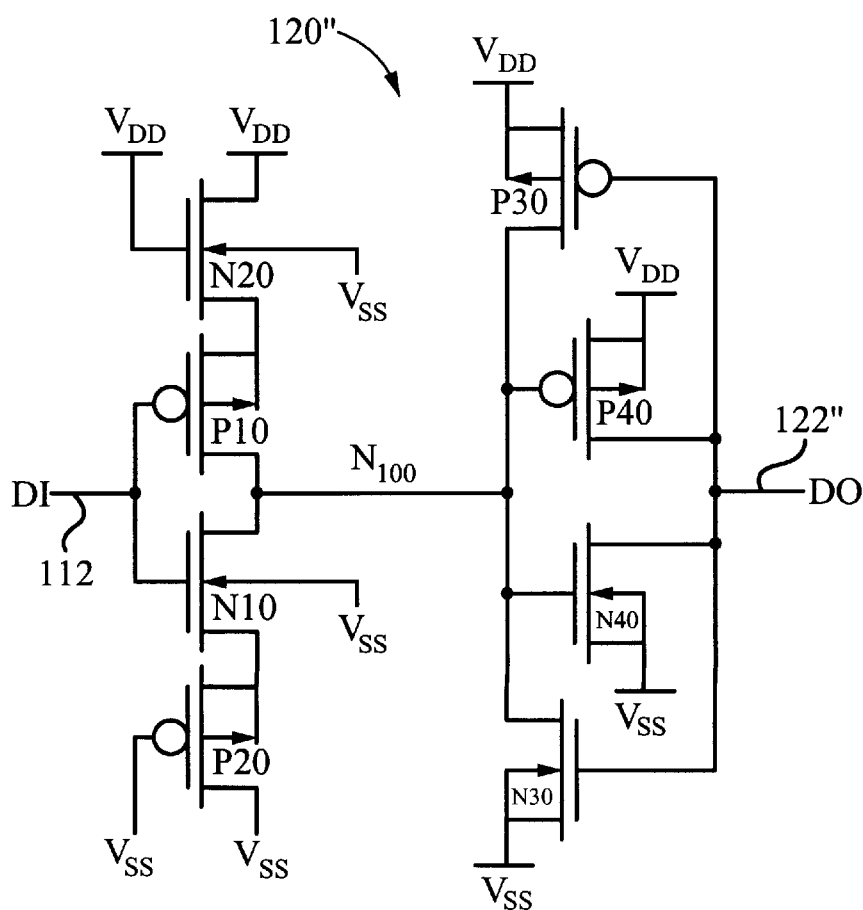 120"
VDD
VDD
VDD
P30
N20
VSS
VDD
P10
P40
122"
N100
DI
DO
112
N10
VSS
N40
VSS
P20
N30
VSS
VSS
VSS